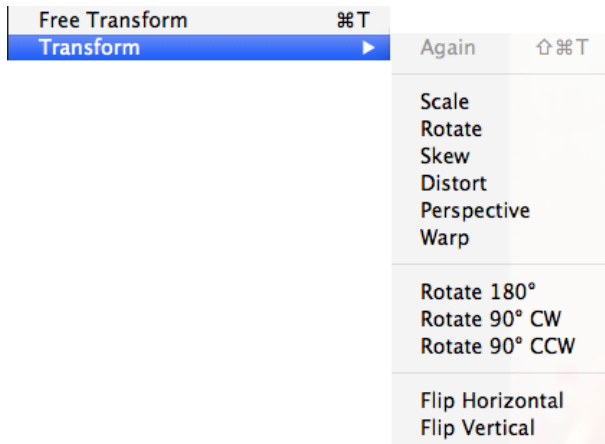 Free Transform ⌘T
Transform ▶
Again ⇧⌘T
Scale
Rotate
Skew
Distort
Perspective
Warp
Rotate 180°
Rotate 90° CW
Rotate 90° CCW
Flip Horizontal
Flip Vertical